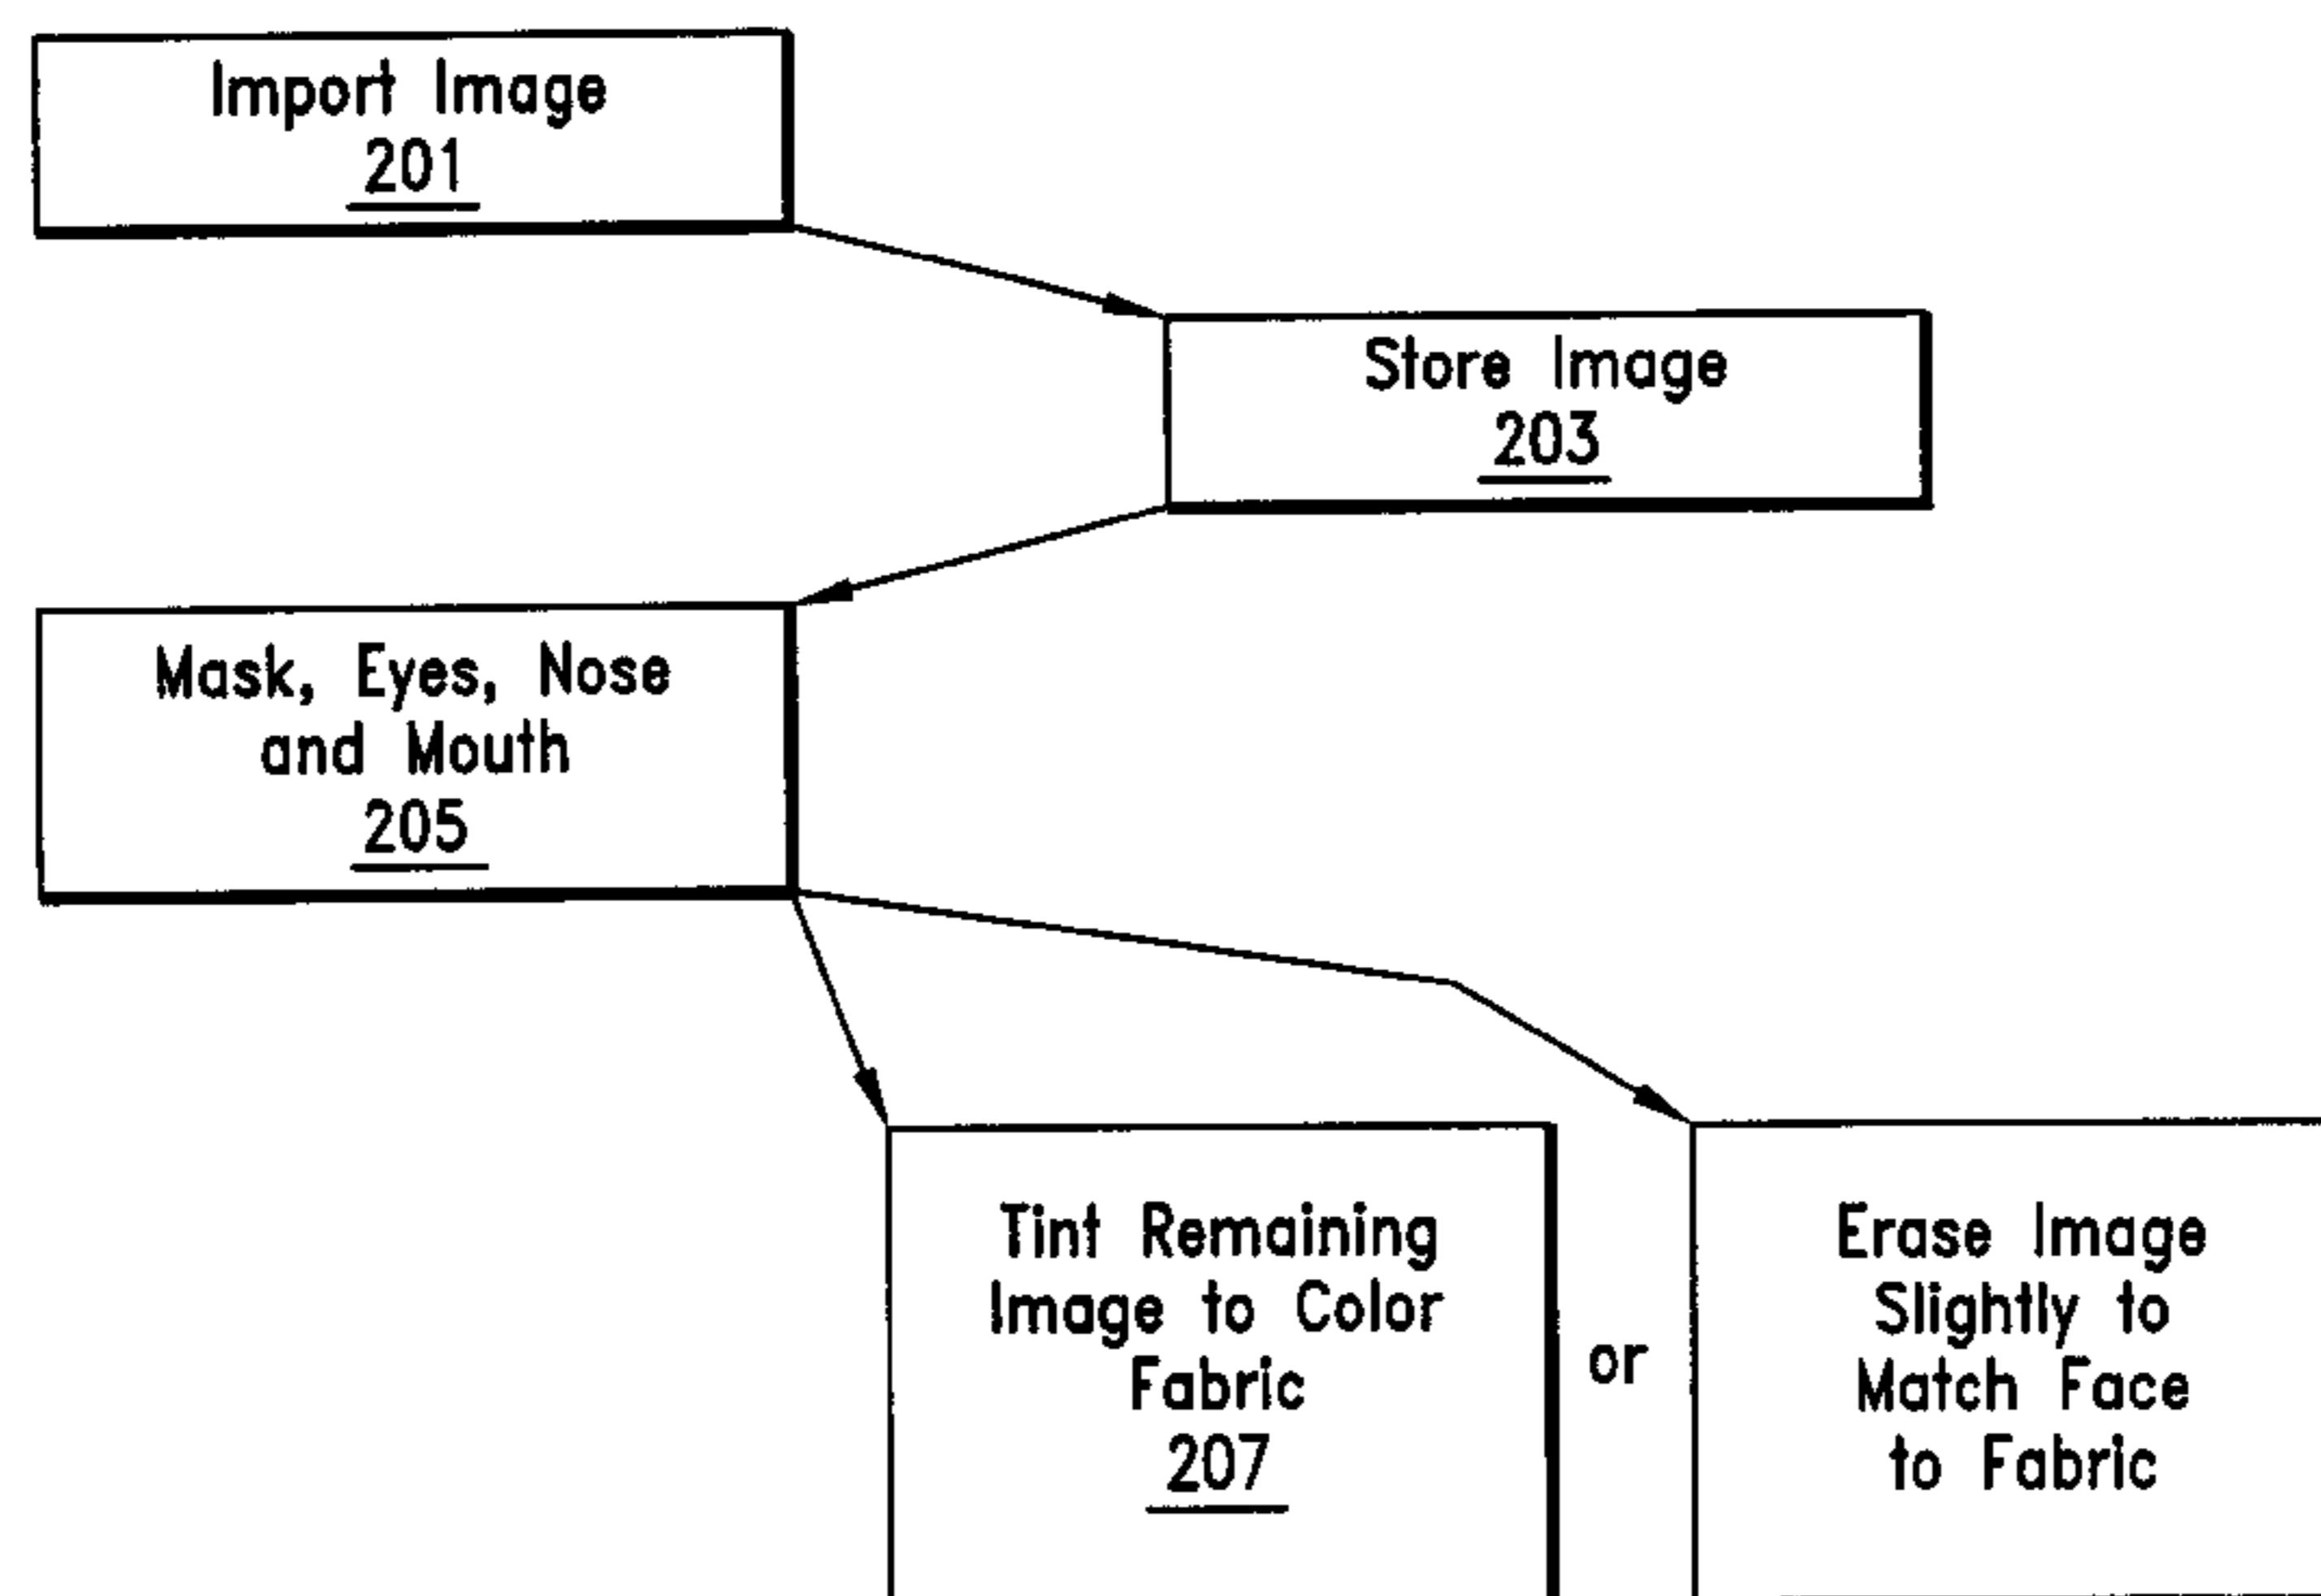 Import Image
201
Store Image
203
Mask, Eyes, Nose
and Mouth
205
Tint Remaining
Image to Color
Fabric
207
or
Erase Image
Slightly to
Match Face
to Fabric